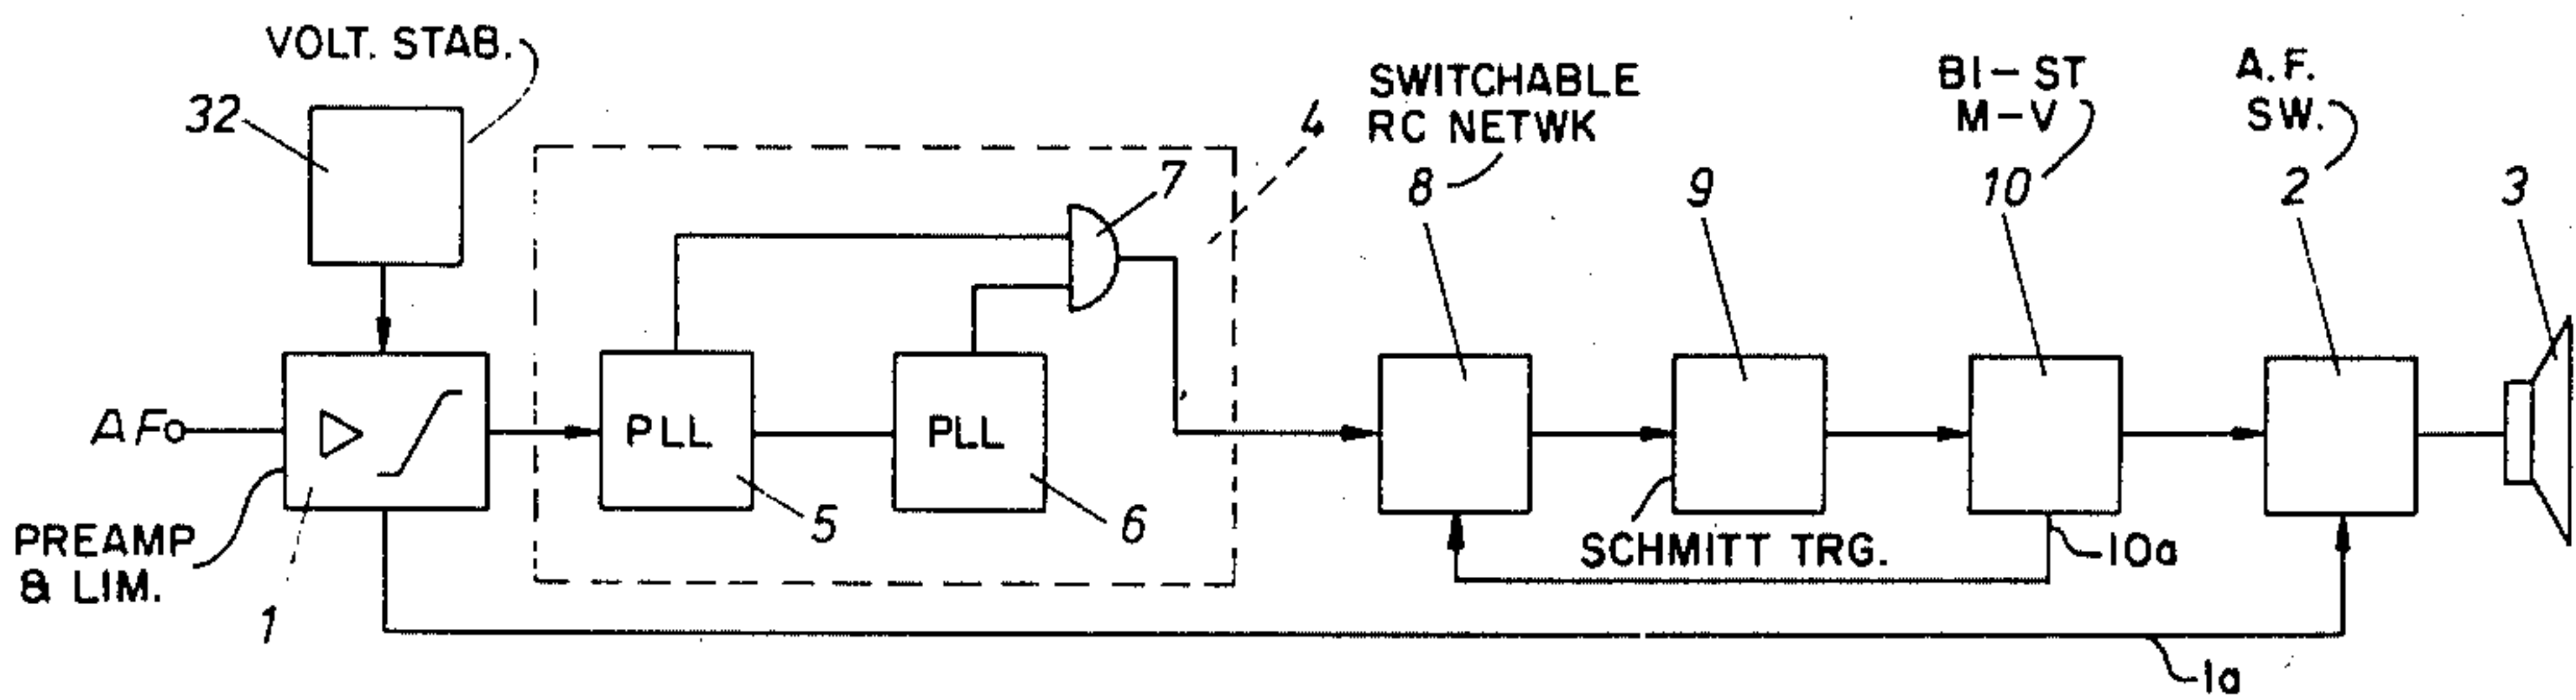 VOLT. STAB.
32
4
SWITCHABLE
RC NETWK
8
9
BI-ST
M-V
10
A.F.
SW.
2
3
7
AF
PLL
PLL
5
6
PREAMP
& LIM.
1
SCHMITT TRG.
10a
1a